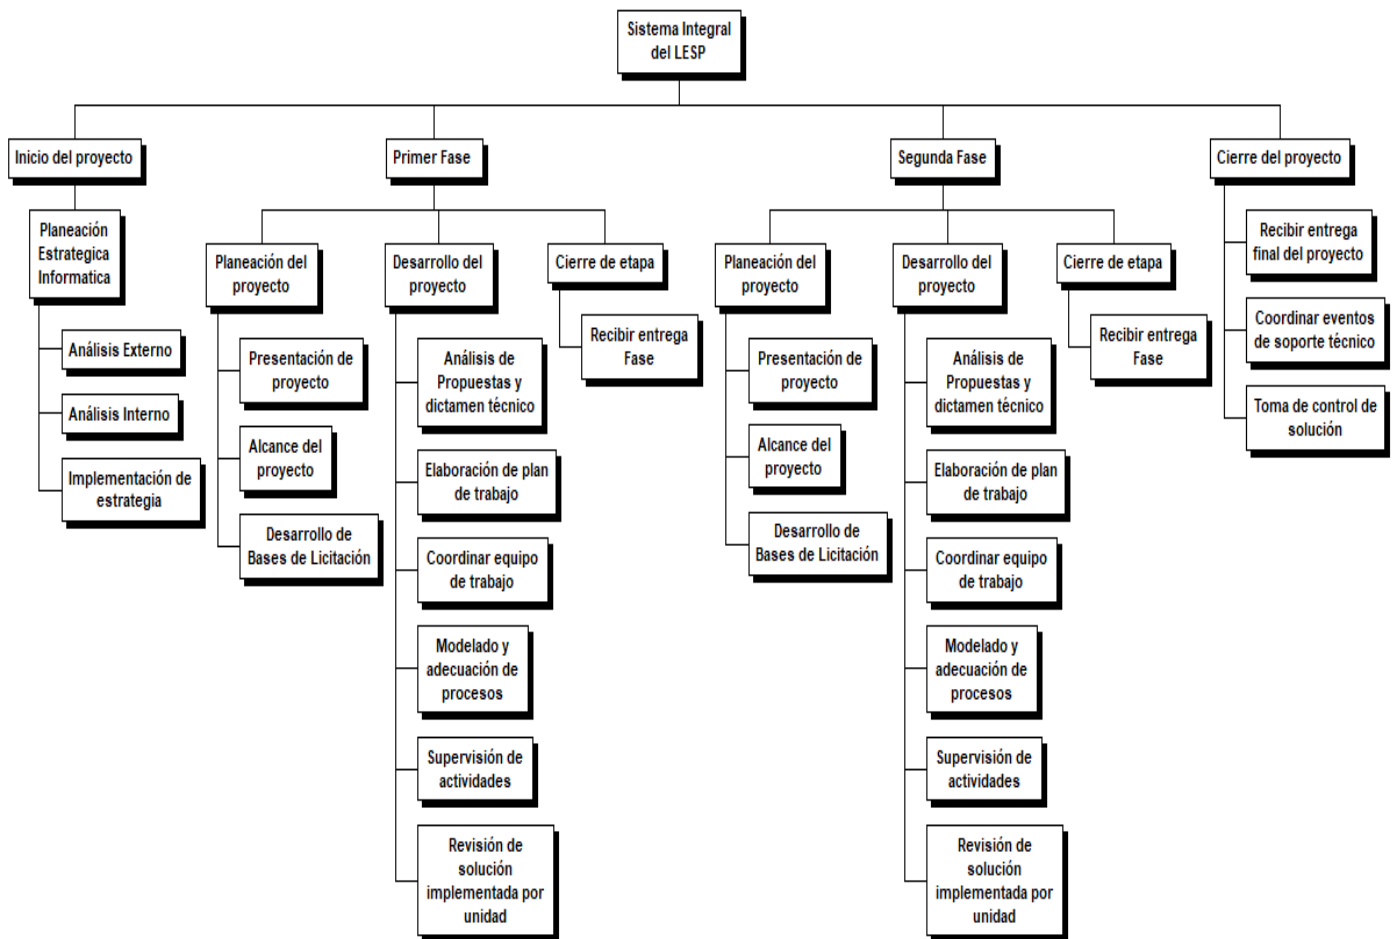 Sistema Integral
del LESP
Inicio del proyecto
Primer Fase
Segunda Fase
Cierre del proyecto
Planeación
Estrategica
Informatica
Análisis Externo
Análisis Interno
Implementación de
estrategia
Planeación del
proyecto
Presentación de
proyecto
Alcance del
proyecto
Desarrollo de
Bases de Licitación
Desarrollo del
proyecto
Análisis de
Propuestas y
dictamen técnico
Elaboración de plan
de trabajo
Coordinar equipo
de trabajo
Modelado y
adecuación de
procesos
Supervisión de
actividades
Revisión de
solución
implementada por
unidad
Cierre de etapa
Recibir entrega
Fase
Planeación del
proyecto
Presentación de
proyecto
Alcance del
proyecto
Desarrollo de
Bases de Licitación
Desarrollo del
proyecto
Análisis de
Propuestas y
dictamen técnico
Elaboración de plan
de trabajo
Coordinar equipo
de trabajo
Modelado y
adecuación de
procesos
Supervisión de
actividades
Revisión de
solución
implementada por
unidad
Cierre de etapa
Recibir entrega
Fase
Recibir entrega
final del proyecto
Coordinar eventos
de soporte técnico
Toma de control de
solución